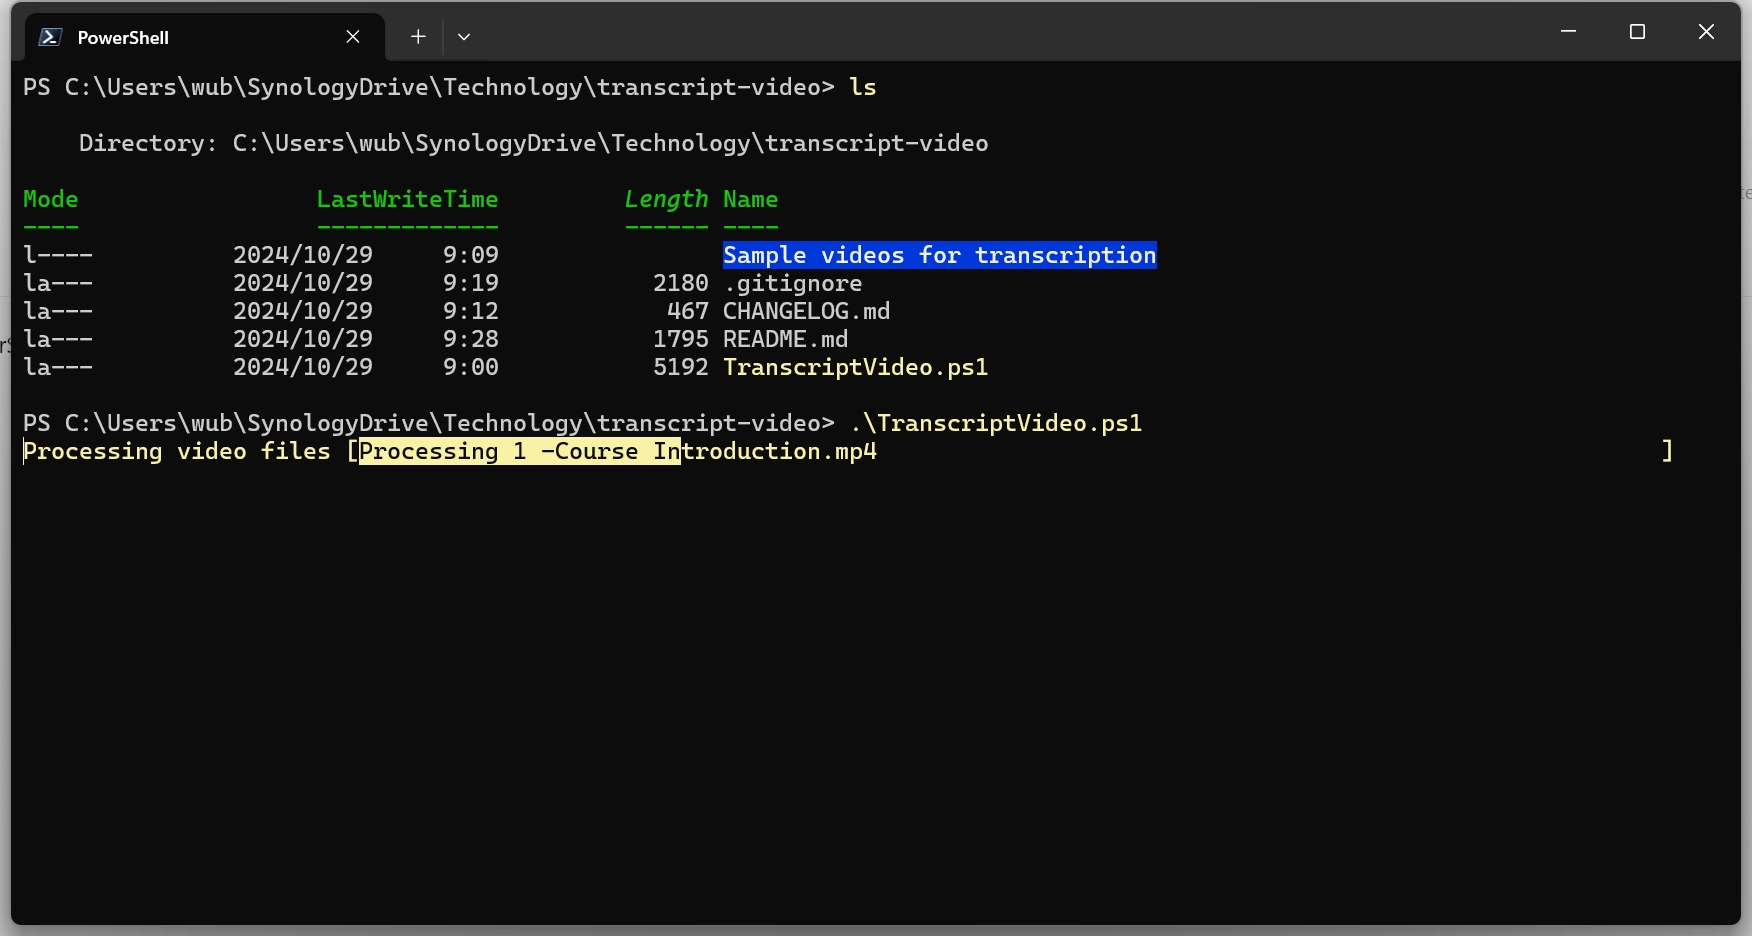 PowerShell
PS C:\Users\wub\SynologyDrive\Technology\transcript-video> ls
Directory: C:\Users\wub\SynologyDrive\Technology\transcript-video
Mode LastWriteTime Length Name
---- ------------- ------ ----
l---- 2024/10/29 9:09 Sample videos for transcription
la--- 2024/10/29 9:19 2180 .gitignore
la--- 2024/10/29 9:12 467 CHANGELOG.md
la--- 2024/10/29 9:28 1795 README.md
la--- 2024/10/29 9:00 5192 TranscriptVideo.ps1
PS C:\Users\wub\SynologyDrive\Technology\transcript-video> .\TranscriptVideo.ps1
Processing video files [Processing 1 -Course Introduction.mp4 ]